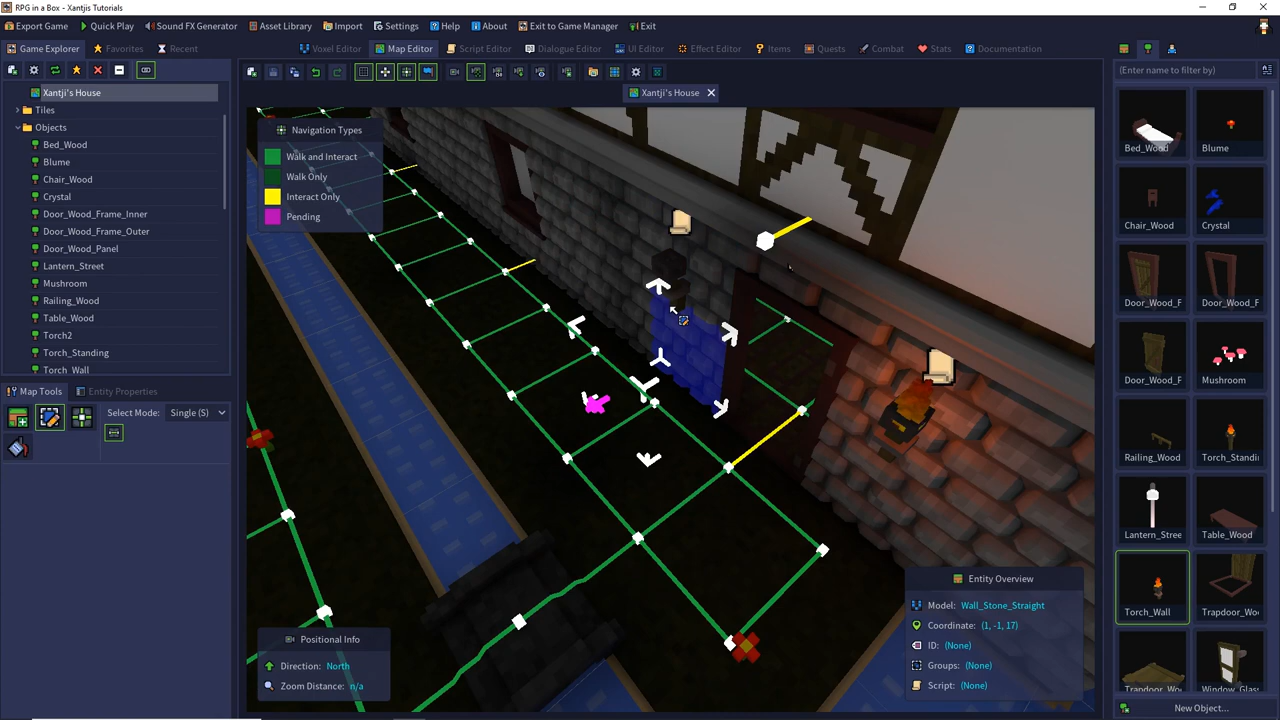 RPG in a Box - Xantjis Tutorials
Export Game Quick Play Sound FX Generator Asset Library Import Settings Help About Exit to Game Manager Exit
Game Explorer Favorites Recent
Voxel Editor Map Editor Script Editor Dialogue Editor UI Editor Effect Editor Items Quests Combat Stats Documentation
(Enter name to filter by)
Xantji's House
Xantji's House
Tiles
Objects
Bed_Wood
Blume
Chair_Wood
Crystal
Door_Wood_Frame_Inner
Door_Wood_Frame_Outer
Door_Wood_Panel
Lantern_Street
Mushroom
Railing_Wood
Table_Wood
Torch2
Torch_Standing
Torch_Wall
Map Tools Entity Properties
Select Mode: Single (S)
Navigation Types
Walk and Interact
Walk Only
Interact Only
Pending
Positional Info
Direction: North
Zoom Distance: n/a
Entity Overview
Model: Wall_Stone_Straight
Coordinate: (1, -1, 17)
ID: (None)
Groups: (None)
Script: (None)
Bed_Wood Blume
Chair_Wood Crystal
Door_Wood_F Door_Wood_F
Door_Wood_F Mushroom
Railing_Wood Torch_Standi
Lantern_Stree Table_Wood
Torch_Wall Trapdoor_Woo
Trapdoor_Woo Window_Glass
New Object...